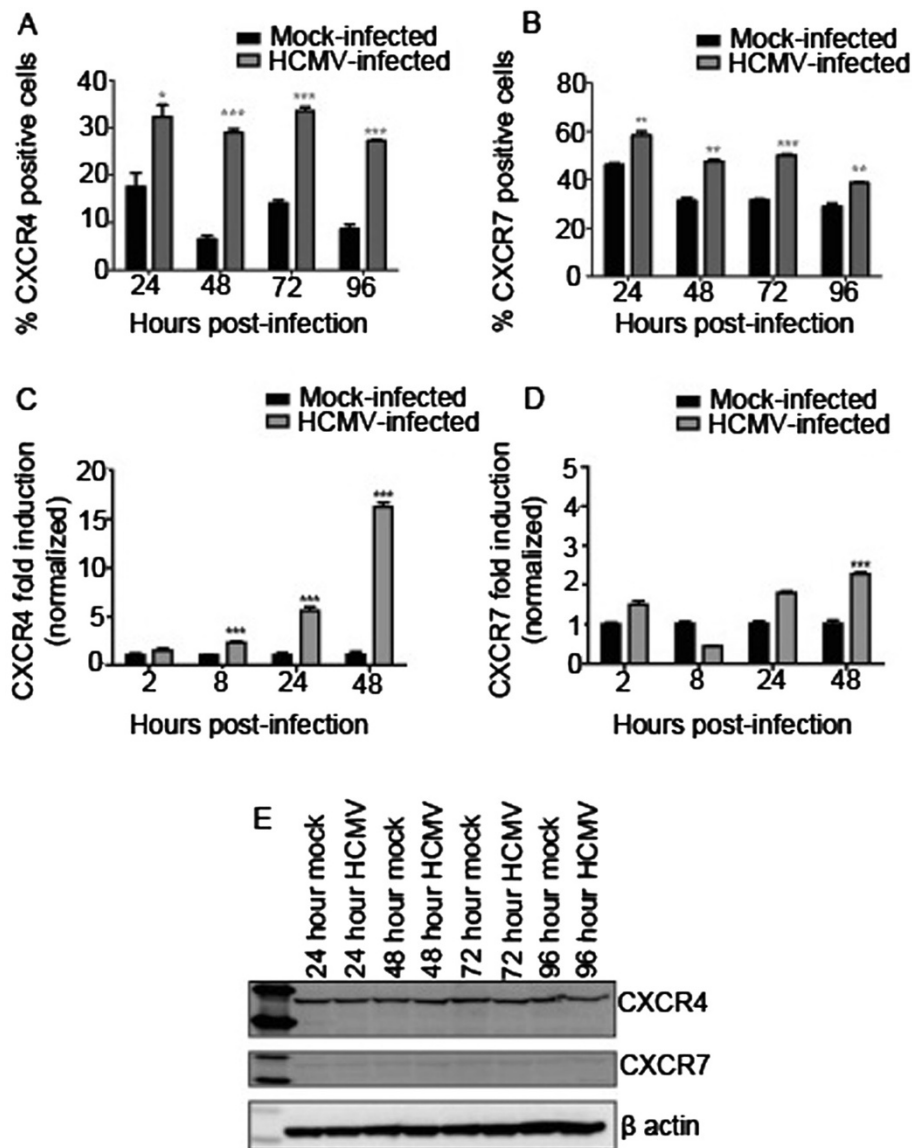 A
Mock-infected
HCMV-infected
% CXCR4 positive cells
40
30
20
10
0
* *** *** ***
24 48 72 96
Hours post-infection
B
Mock-infected
HCMV-infected
% CXCR7 positive cells
80
60
40
20
0
** ** *** **
24 48 72 96
Hours post-infection
C
Mock-infected
HCMV-infected
CXCR4 fold induction
(normalized)
20
15
10
5
0
*** *** ***
2 8 24 48
Hours post-infection
D
Mock-infected
HCMV-infected
CXCR7 fold induction
(normalized)
5
4
3
2
1
0
***
2 8 24 48
Hours post-infection
E
24 hour mock
24 hour HCMV
48 hour mock
48 hour HCMV
72 hour mock
72 hour HCMV
96 hour mock
96 hour HCMV
CXCR4
CXCR7
β actin